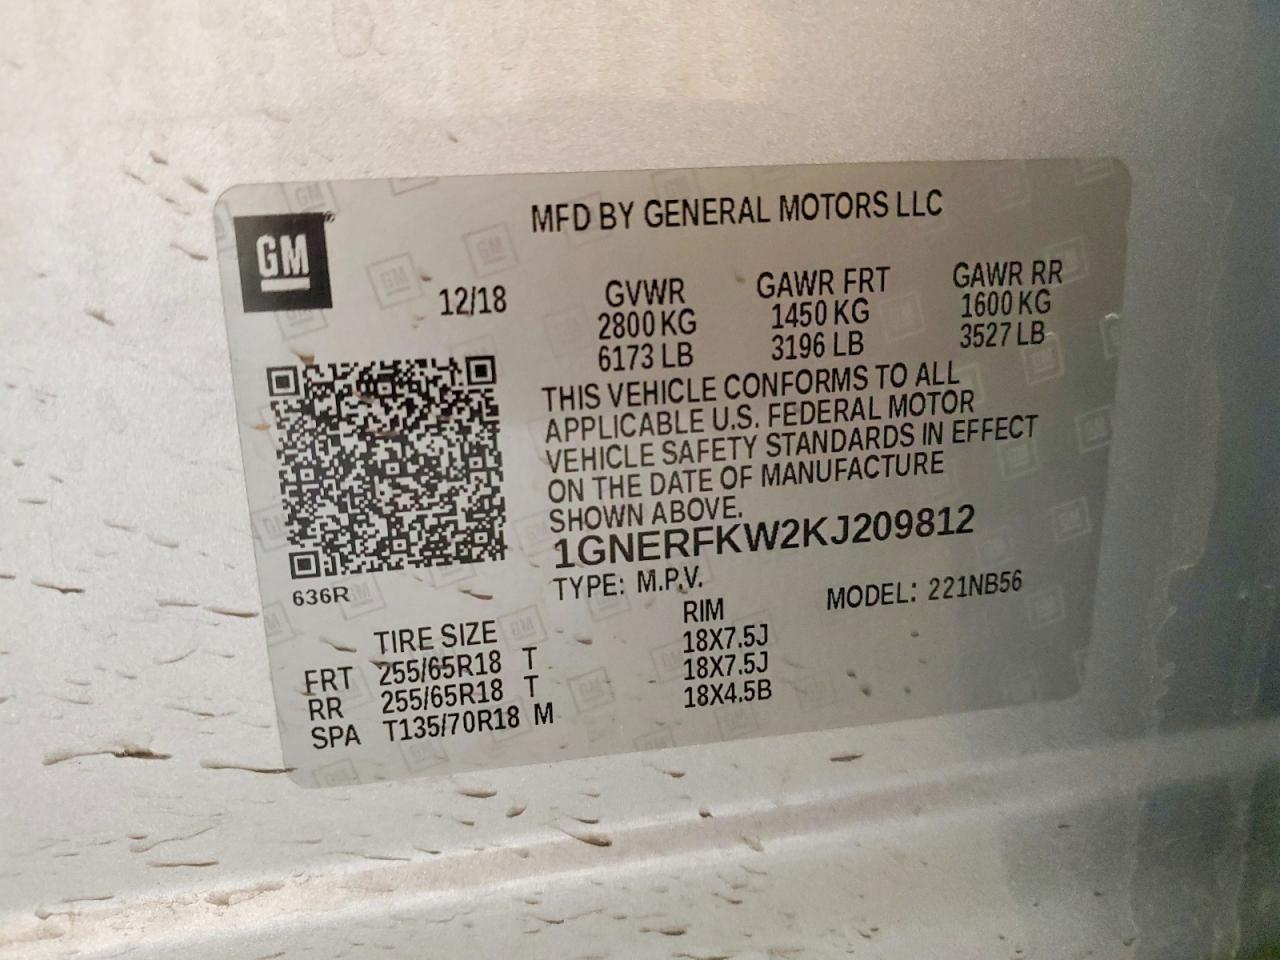 GM
MFD BY GENERAL MOTORS LLC
12/18 GVWR GAWR FRT GAWR RR
2800 KG 1450 KG 1600 KG
6173 LB 3196 LB 3527 LB
THIS VEHICLE CONFORMS TO ALL
APPLICABLE U.S. FEDERAL MOTOR
VEHICLE SAFETY STANDARDS IN EFFECT
ON THE DATE OF MANUFACTURE
SHOWN ABOVE.
1GNERFKW2KJ209812
TYPE: M.P.V. MODEL: 221NB56
636R
TIRE SIZE RIM
FRT 255/65R18 T 18X7.5J
RR 255/65R18 T 18X7.5J
SPA T135/70R18 M 18X4.5B